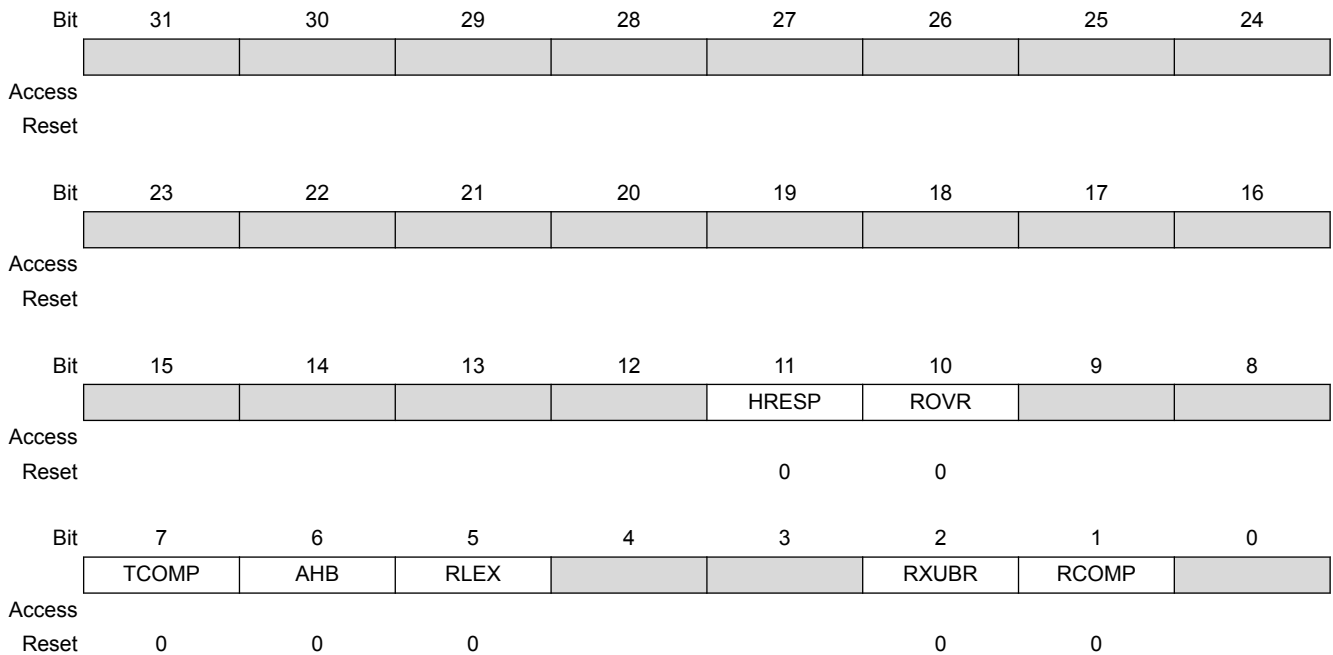 Bit 31 30 29 28 27 26 25 24
Access
Reset
Bit 23 22 21 20 19 18 17 16
Access
Reset
Bit 15 14 13 12 11 10 9 8
HRESP ROVR
Access
Reset 0 0
Bit 7 6 5 4 3 2 1 0
TCOMP AHB RLEX RXUBR RCOMP
Access
Reset 0 0 0 0 0